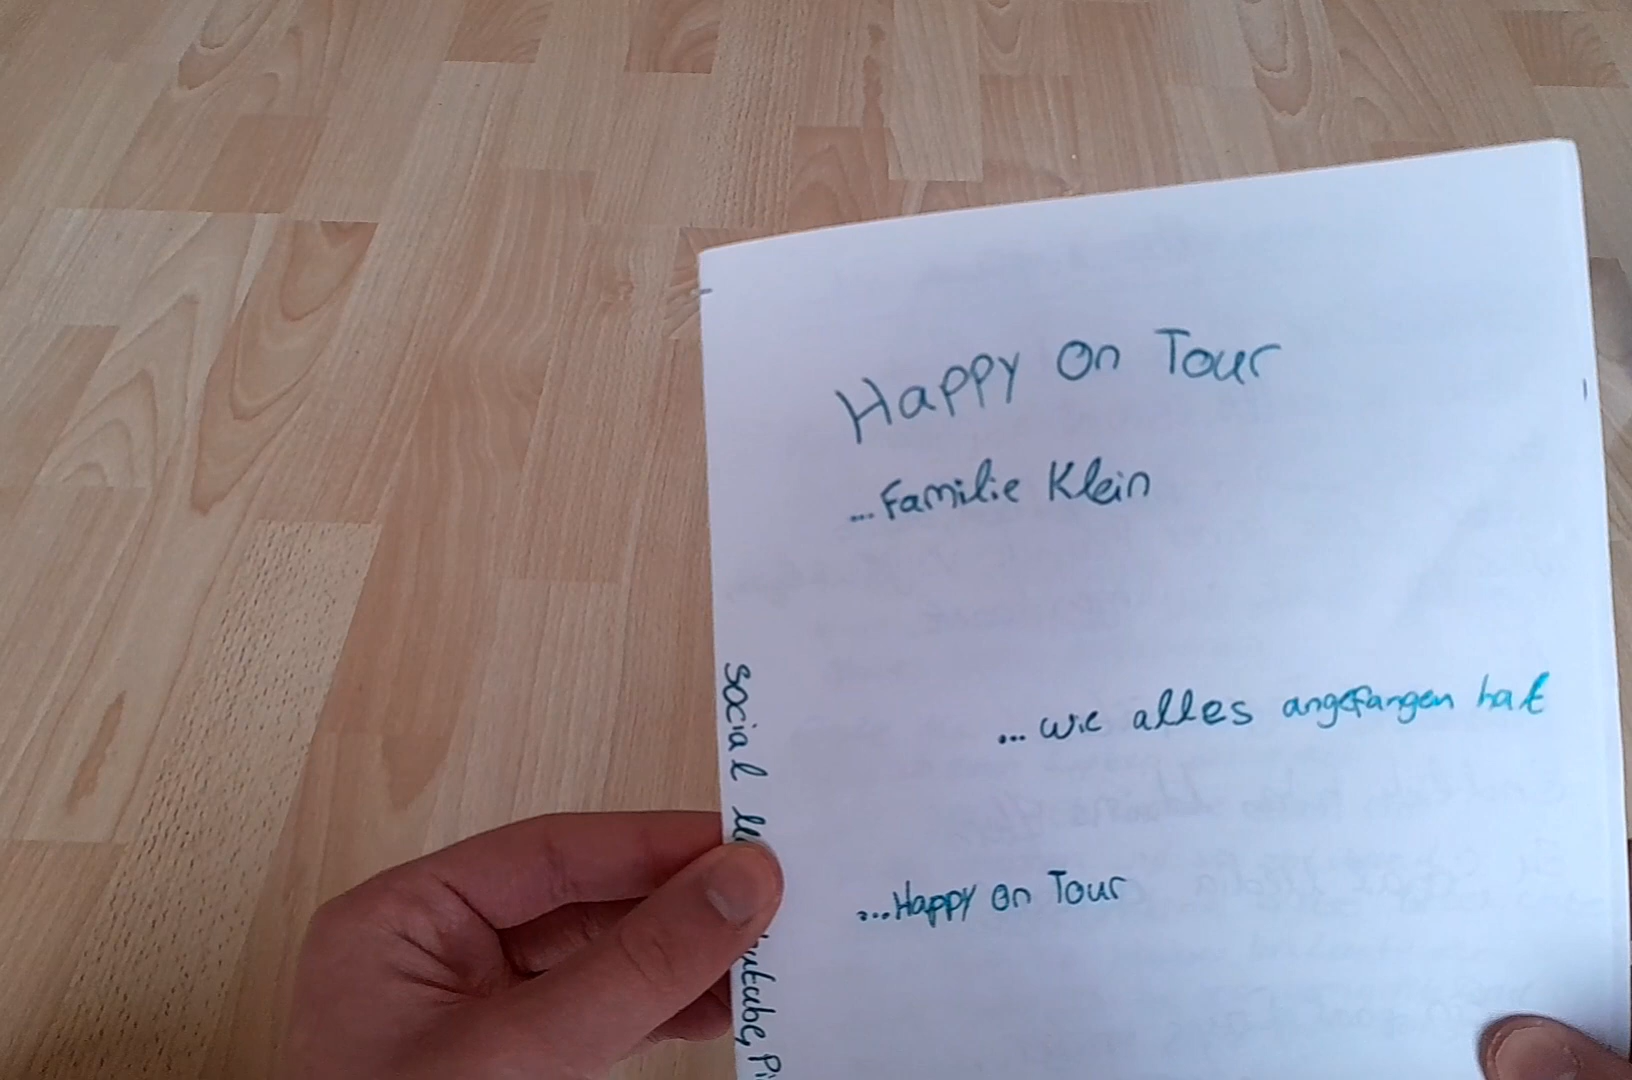 Happy on Tour
...Familie Klein
...wie alles angefangen hat
...Happy on Tour
social